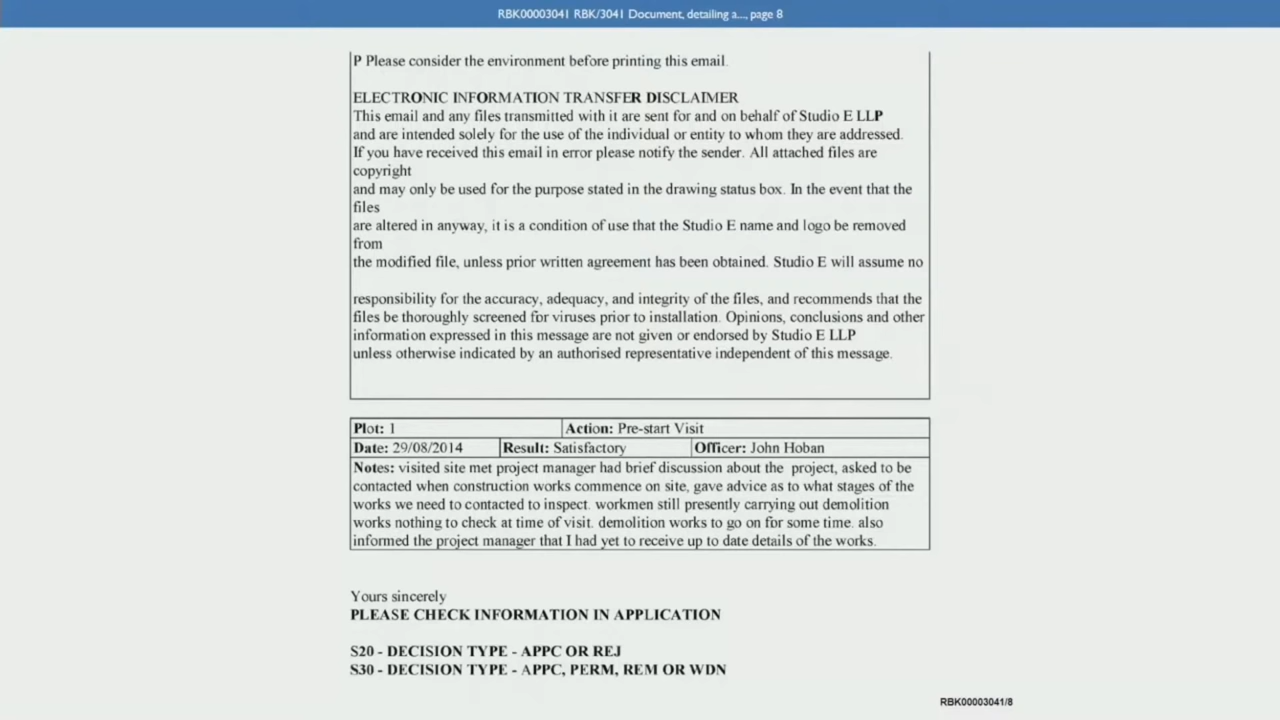 RBK00003041 RBK/3041 Document, detailing a..., page 8
P Please consider the environment before printing this email.
ELECTRONIC INFORMATION TRANSFER DISCLAIMER
This email and any files transmitted with it are sent for and on behalf of Studio E LLP
and are intended solely for the use of the individual or entity to whom they are addressed.
If you have received this email in error please notify the sender. All attached files are
copyright
and may only be used for the purpose stated in the drawing status box. In the event that the
files
are altered in anyway, it is a condition of use that the Studio E name and logo be removed
from
the modified file, unless prior written agreement has been obtained. Studio E will assume no
responsibility for the accuracy, adequacy, and integrity of the files, and recommends that the
files be thoroughly screened for viruses prior to installation. Opinions, conclusions and other
information expressed in this message are not given or endorsed by Studio E LLP
unless otherwise indicated by an authorised representative independent of this message.
Plot: 1 Action: Pre-start Visit
Date: 29/08/2014 Result: Satisfactory Officer: John Hoban
Notes: visited site met project manager had brief discussion about the project, asked to be
contacted when construction works commence on site, gave advice as to what stages of the
works we need to contacted to inspect. workmen still presently carrying out demolition
works nothing to check at time of visit. demolition works to go on for some time. also
informed the project manager that I had yet to receive up to date details of the works.
Yours sincerely
PLEASE CHECK INFORMATION IN APPLICATION
S20 - DECISION TYPE - APPC OR REJ
S30 - DECISION TYPE - APPC, PERM, REM OR WDN
RBK00003041/8